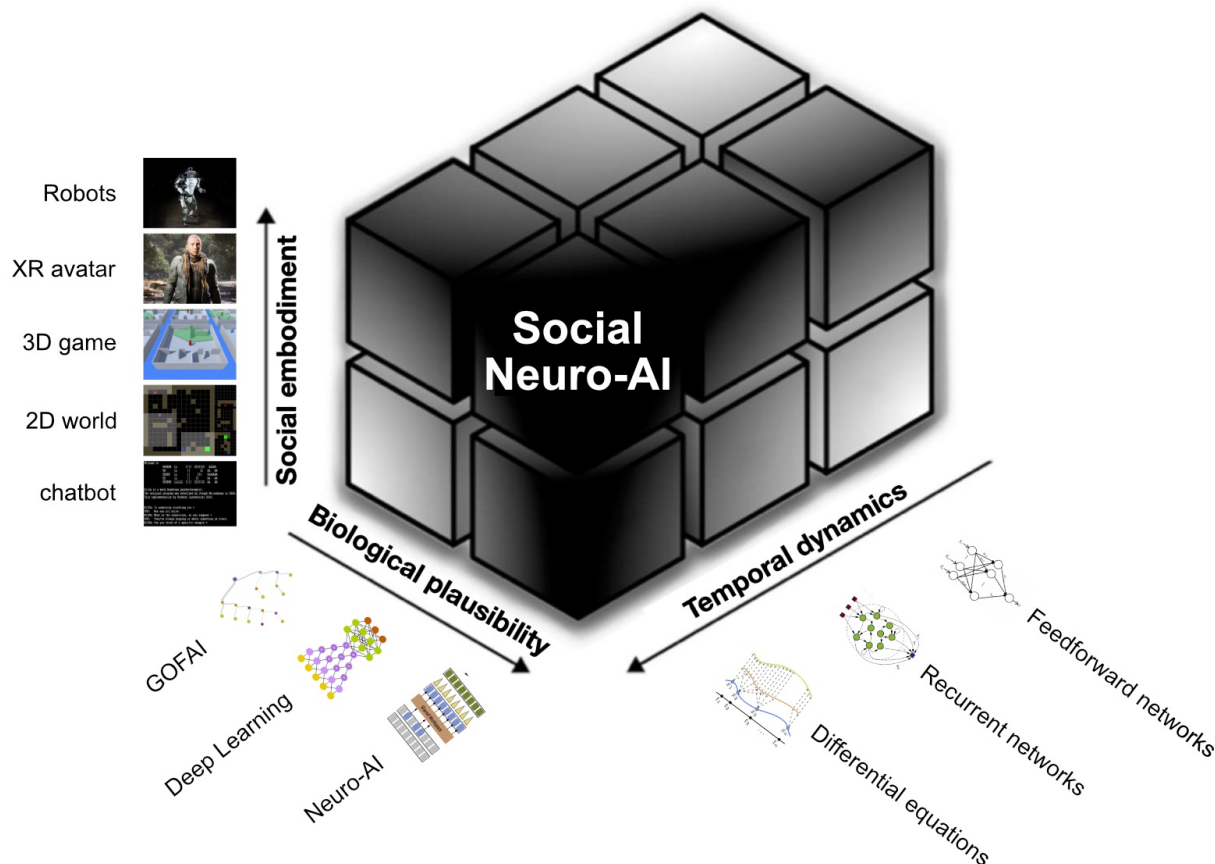 Robots
XR avatar
3D game
2D world
chatbot
Social embodiment
Social
Neuro-AI
Biological plausibility
Temporal dynamics
GOFAI
Deep Learning
Neuro-AI
Differential equations
Recurrent networks
Feedforward networks